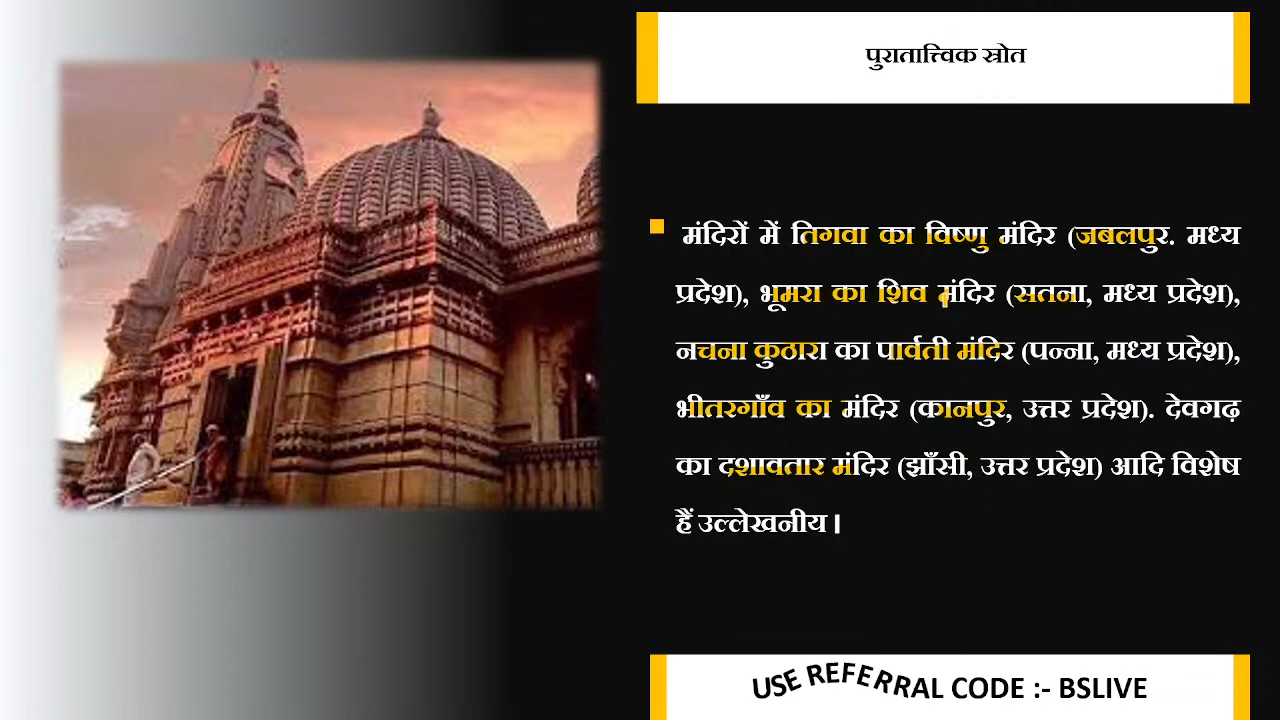 पुरातात्त्विक स्रोत
मंदिरों में तिगवा का विष्णु मंदिर (जबलपुर. मध्य
प्रदेश), भूमरा का शिव मंदिर (सतना, मध्य प्रदेश),
नचना कुठारा का पार्वती मंदिर (पन्ना, मध्य प्रदेश),
भीतरगाँव का मंदिर (कानपुर, उत्तर प्रदेश). देवगढ़
का दशावतार मंदिर (झाँसी, उत्तर प्रदेश) आदि विशेष
हैं उल्लेखनीय।
USE REFERRAL CODE :- BSLIVE